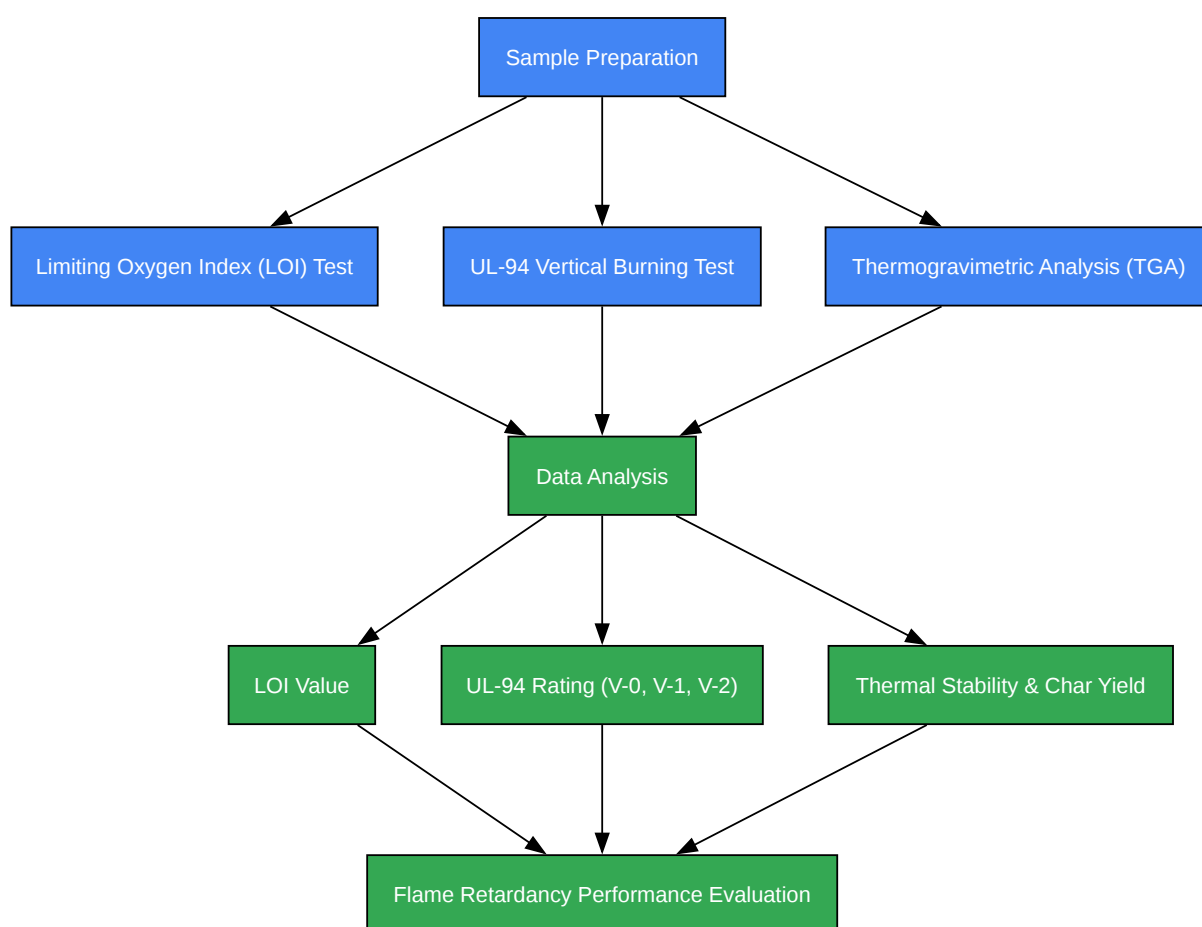 Sample Preparation
Limiting Oxygen Index (LOI) Test
UL-94 Vertical Burning Test
Thermogravimetric Analysis (TGA)
Data Analysis
LOI Value
UL-94 Rating (V-0, V-1, V-2)
Thermal Stability & Char Yield
Flame Retardancy Performance Evaluation